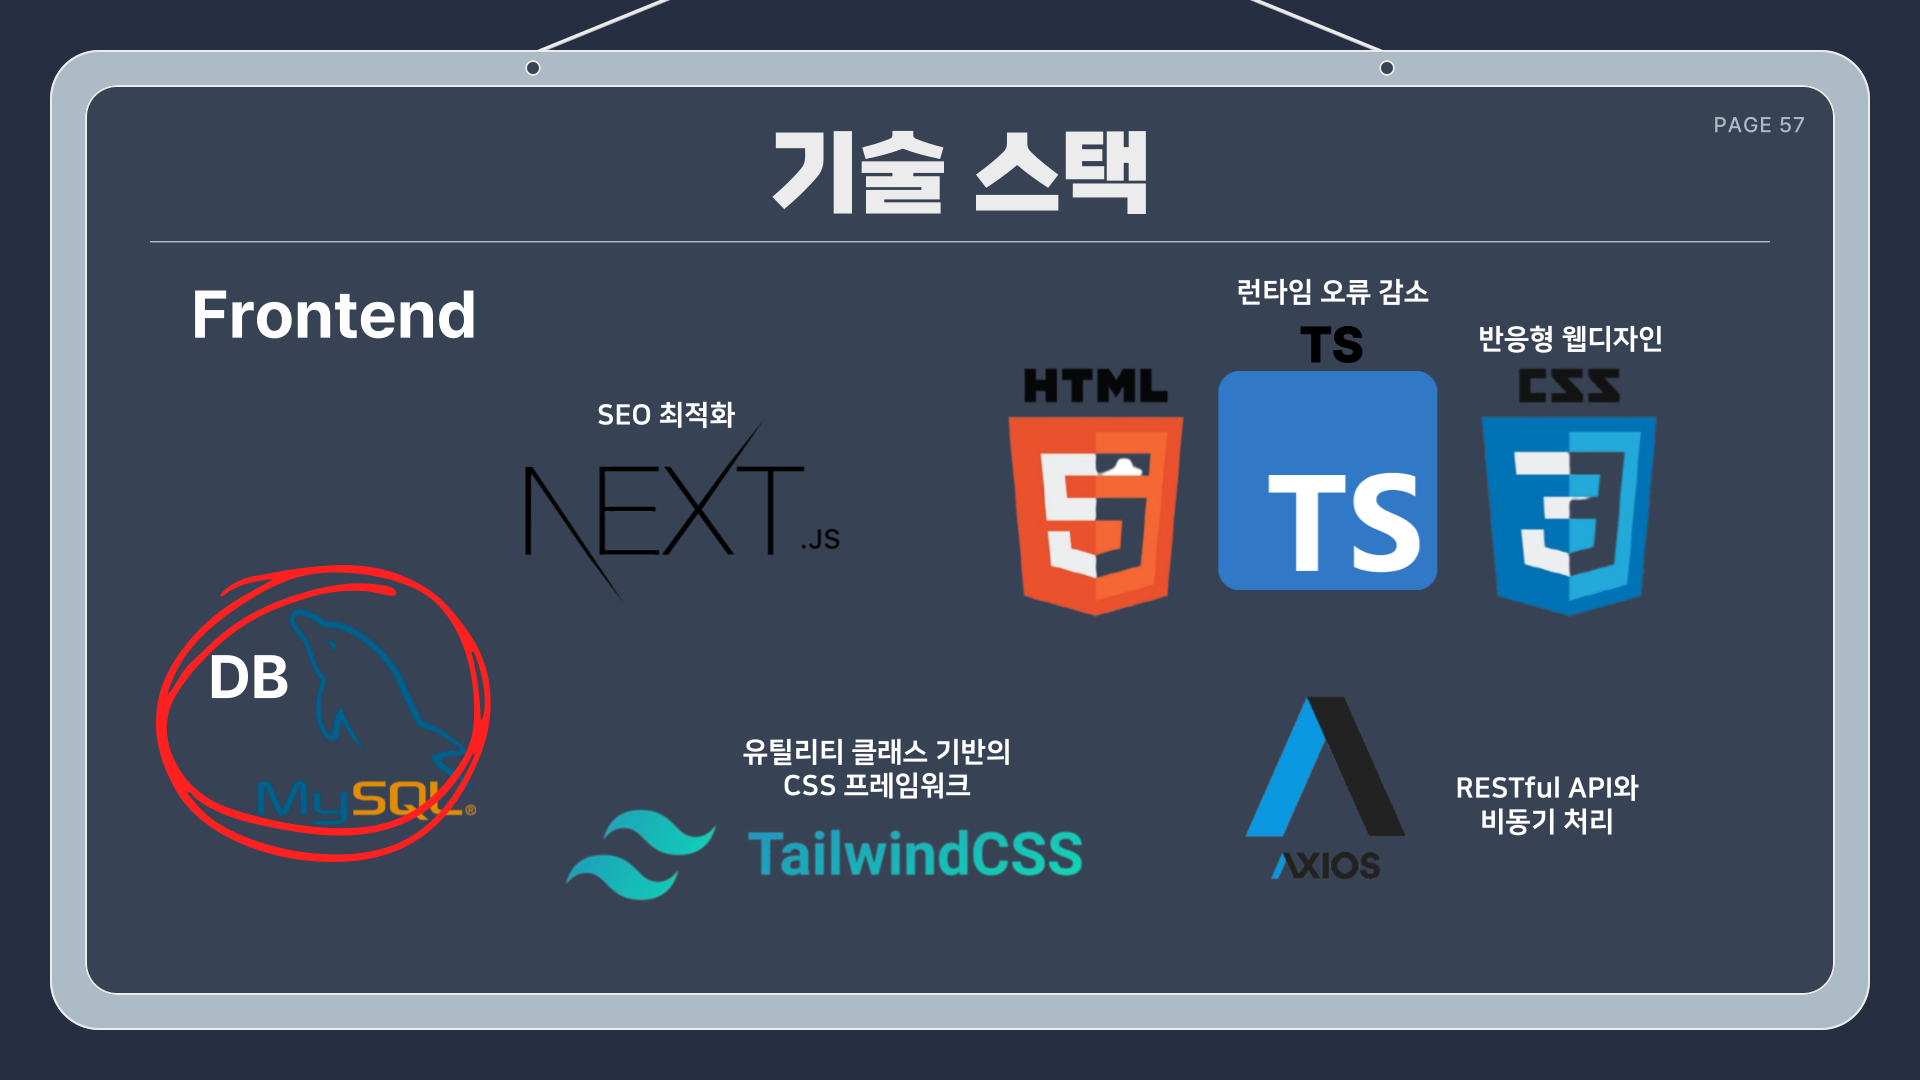 PAGE 57
기술 스택
Frontend
런타임 오류 감소
TS
반응형 웹디자인
HTML
CSS
SEO 최적화
NEXT.JS
TS
DB
MySQL®
유틸리티 클래스 기반의
CSS 프레임워크
TailwindCSS
RESTful API와
비동기 처리
AXIOS